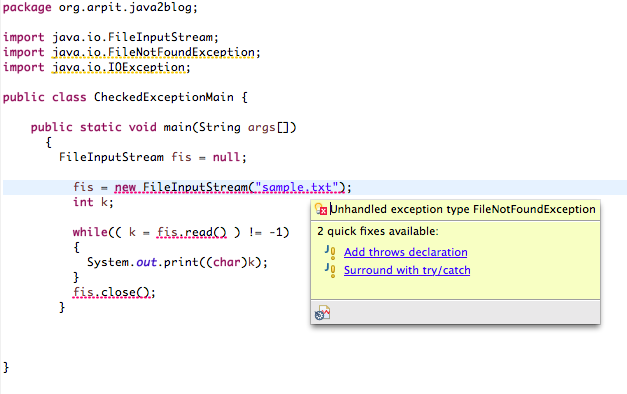 package org.arpit.java2blog;
import java.io.FileInputStream;
import java.io.FileNotFoundException;
import java.io.IOException;
public class CheckedExceptionMain {
public static void main(String args[])
{
FileInputStream fis = null;
fis = new FileInputStream("sample.txt");
int k;
while(( k = fis.read() ) != -1)
{
System.out.print((char)k);
}
fis.close();
}
}
Unhandled exception type FileNotFoundException
2 quick fixes available:
Add throws declaration
Surround with try/catch